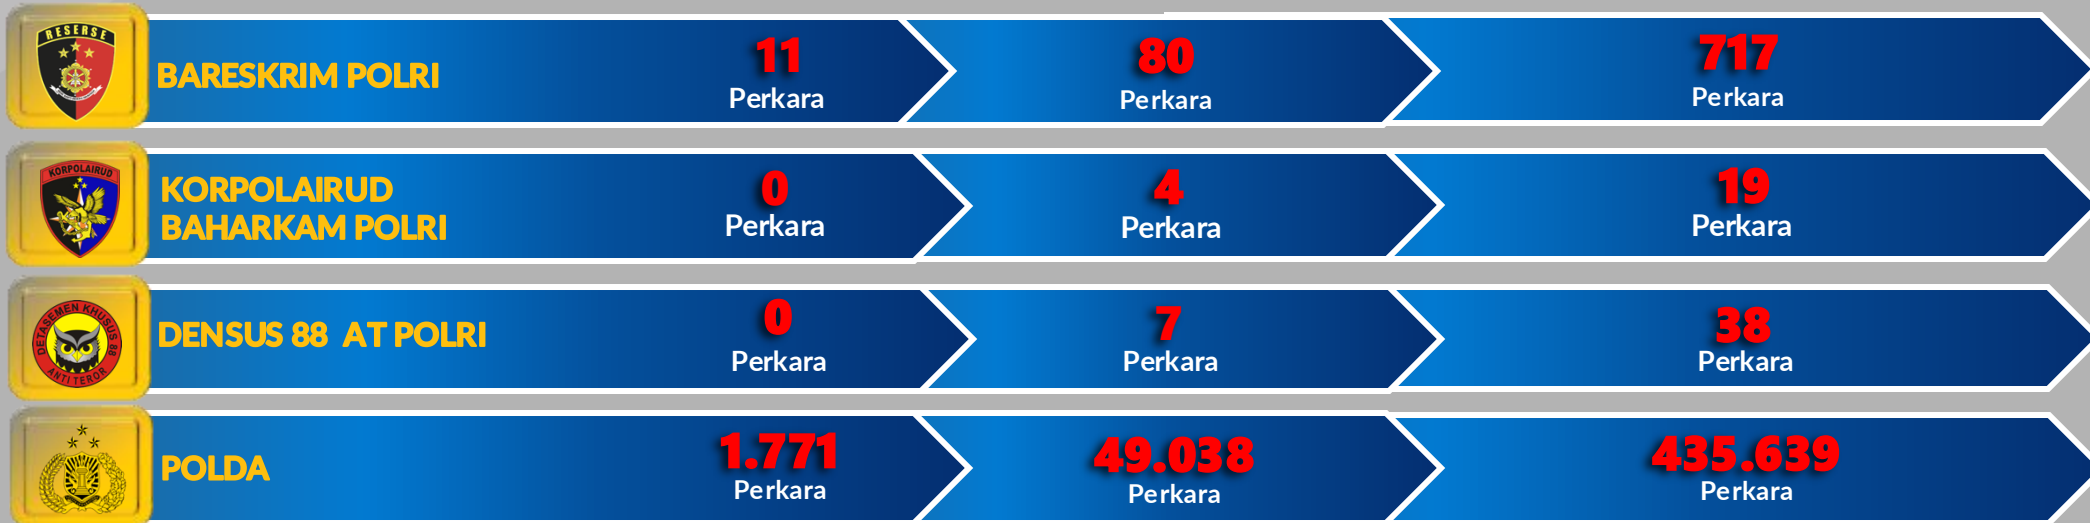 RESERSE
BARESKRIM POLRI
11
Perkara
80
Perkara
717
Perkara
KORPOLAIRUD
KORPOLAIRUD
BAHARKAM POLRI
0
Perkara
4
Perkara
19
Perkara
DETASEMEN KHUSUS 88
ANTI TEROR
DENSUS 88 AT POLRI
0
Perkara
7
Perkara
38
Perkara
POLDA
1.771
Perkara
49.038
Perkara
435.639
Perkara